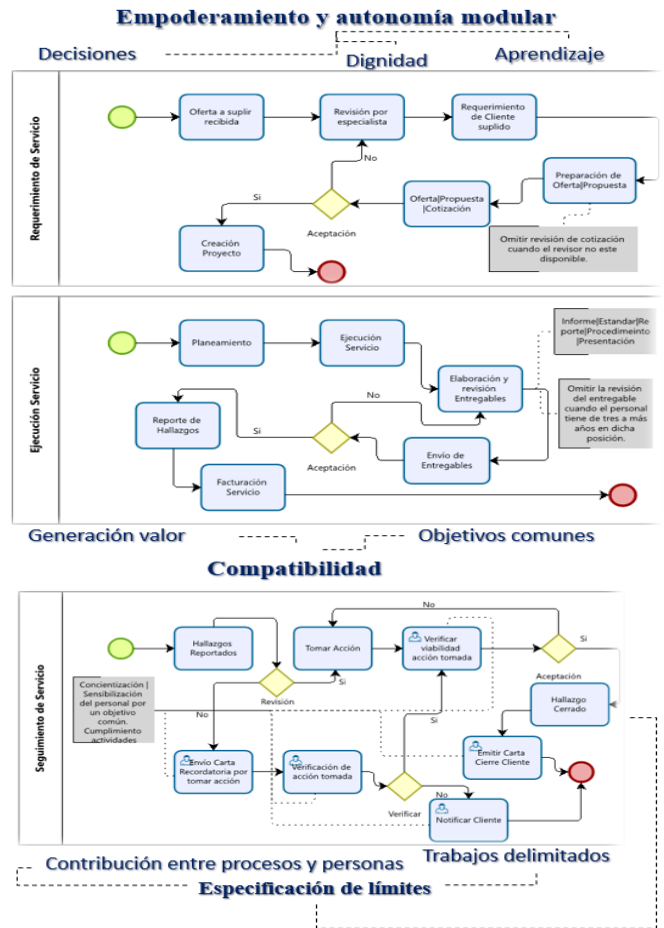 Empoderamiento y autonomía modular
Decisiones
Dignidad
Aprendizaje
Requerimiento de Servicio
Oferta a suplir
recibida
Revisión por
especialista
Requerimiento
de Cliente
suplido
No
Preparación de
Oferta|Propuesta
Oferta|Propuesta
|Cotización
Si
Aceptación
Creación
Proyecto
Omitir revisión de cotización
cuando el revisor no este
disponible.
Ejecución Servicio
Planeamiento
Ejecución
Servicio
Informe|Estandar|Re
porte|Procedimeinto
|Presentación
Elaboración y
revisión
Entregables
No
Omitir la revisión
del entregable
cuando el personal
tiene de tres a más
años en dicha
posición.
Reporte de
Hallazgos
Si
Aceptación
Envío de
Entregables
Facturación
Servicio
Generación valor
Objetivos comunes
Compatibilidad
Seguimiento de Servicio
No
Hallazgos
Reportados
Tomar Acción
Verificar
viabilidad
acción tomada
Si
Aceptación
Si
Revisión
Concientización |
Sensibilización
del personal por
un objetivo
común.
Cumplimiento
actividades
No
Si
Hallazgo
Cerrado
Envío Carta
Recordatoria por
tomar acción
Verificación de
acción tomada
Emitir Carta
Cierre Cliente
Verificar
No
Notificar Cliente
Contribución entre procesos y personas
Trabajos delimitados
Especificación de límites